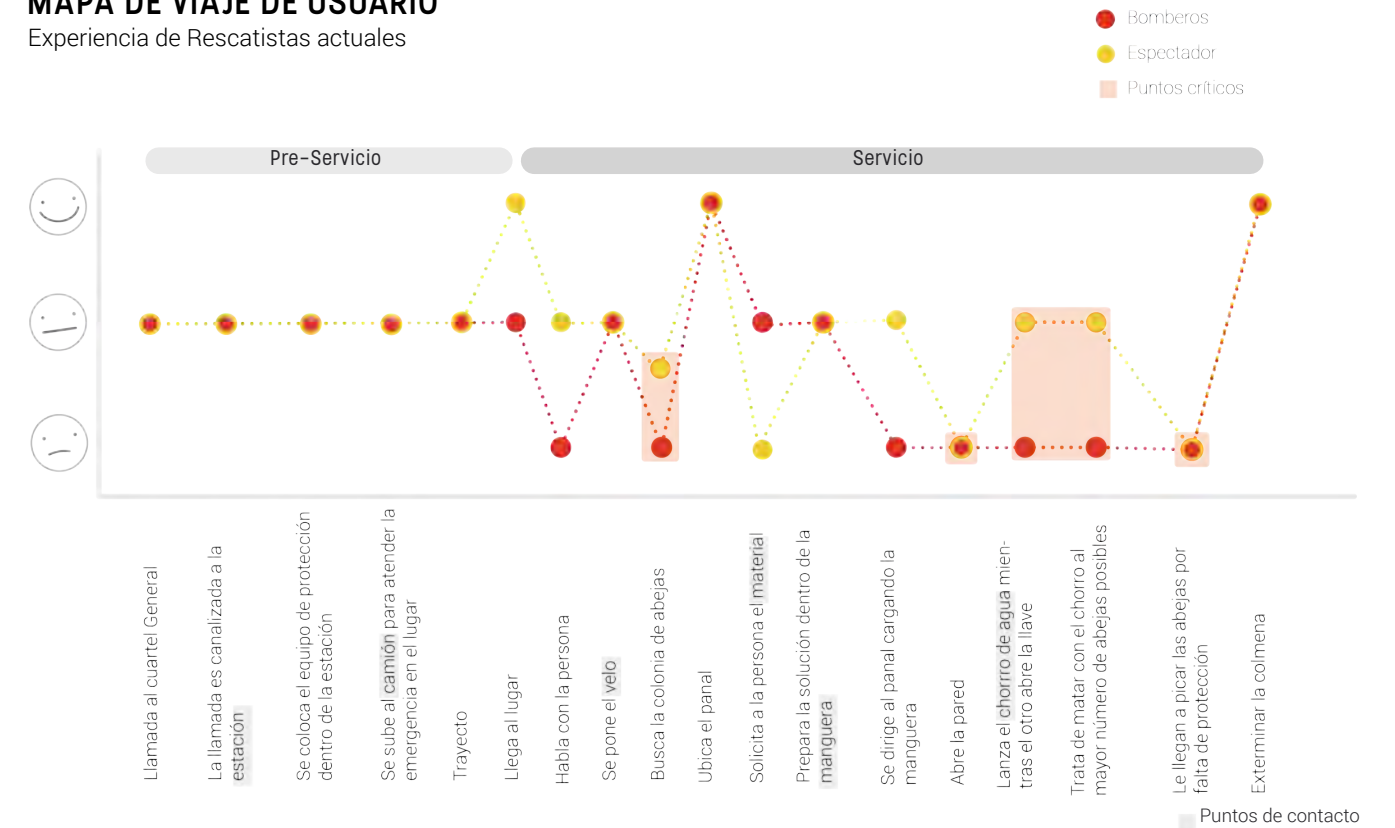 MAPA DE VIAJE DE USUARIO
Experiencia de Rescatistas actuales
Bomberos
Espectador
Puntos críticos
Pre-Servicio
Servicio
Llamada al cuartel General
La llamada es canalizada a la
estación
Se coloca el equipo de protección
dentro de la estación
Se sube al camión para atender la
emergencia en el lugar
Trayecto
Llega al lugar
Habla con la persona
Se pone el velo
Busca la colonia de abejas
Ubica el panal
Solicita a la persona el material
Prepara la solución dentro de la
manguera
Se dirige al panal cargando la
manguera
Abre la pared
Lanza el chorrro de agua mien-
tras el otro abre la llave
Trata de matar con el chorro al
mayor número de abejas posibles
Le llegan a picar las abejas por
falta de protección
Exterminar la colmena
Puntos de contacto